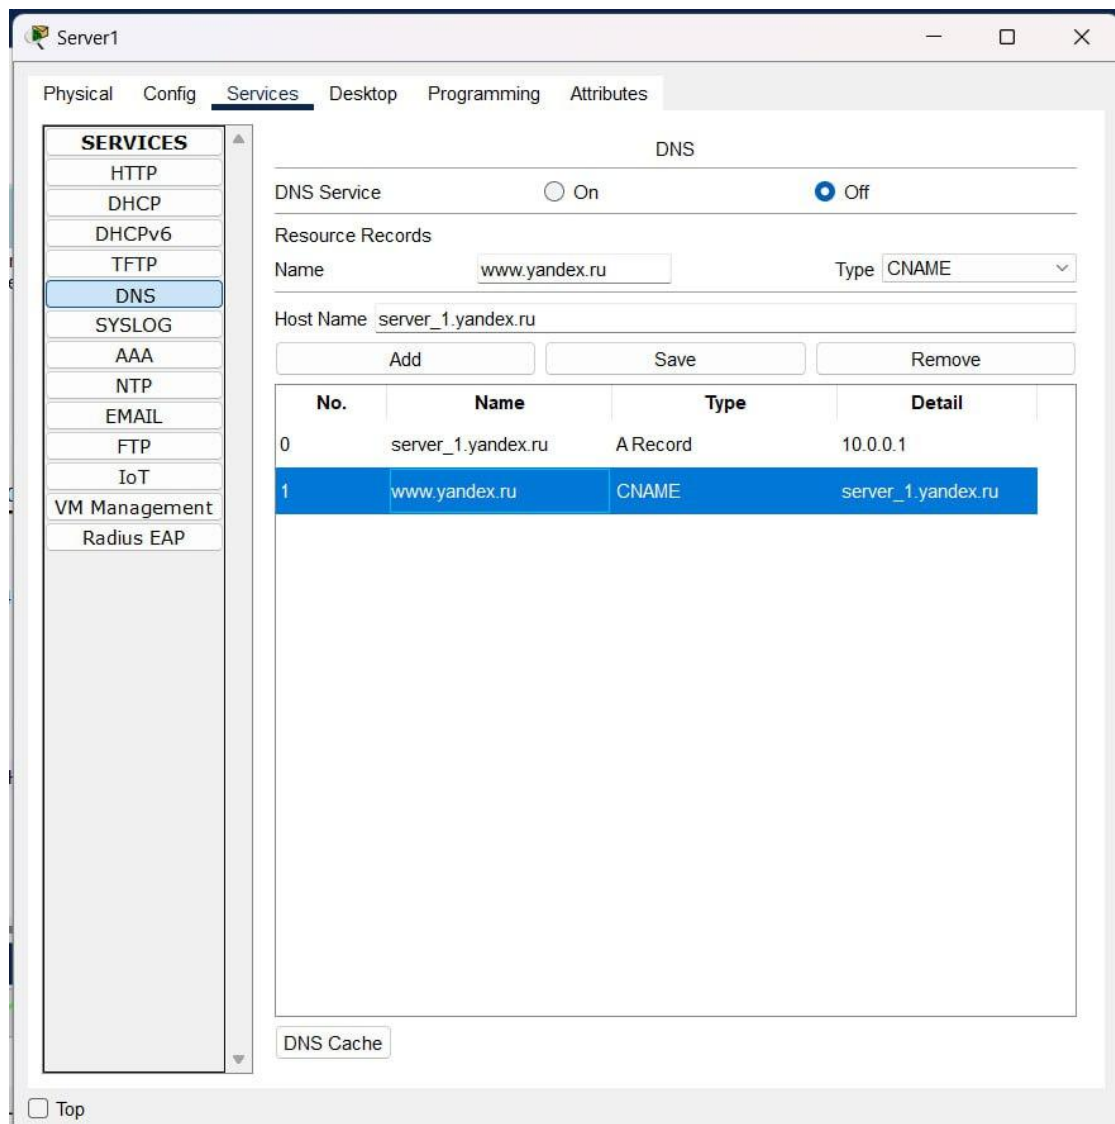 Server1
Physical Config Services Desktop Programming Attributes
SERVICES
HTTP
DHCP
DHCPv6
TFTP
DNS
SYSLOG
AAA
NTP
EMAIL
FTP
IoT
VM Management
Radius EAP
DNS
DNS Service On Off
Resource Records
Name www.yandex.ru Type CNAME
Host Name server_1.yandex.ru
Add Save Remove
No. Name Type Detail
0 server_1.yandex.ru A Record 10.0.0.1
1 www.yandex.ru CNAME server_1.yandex.ru
DNS Cache
Top